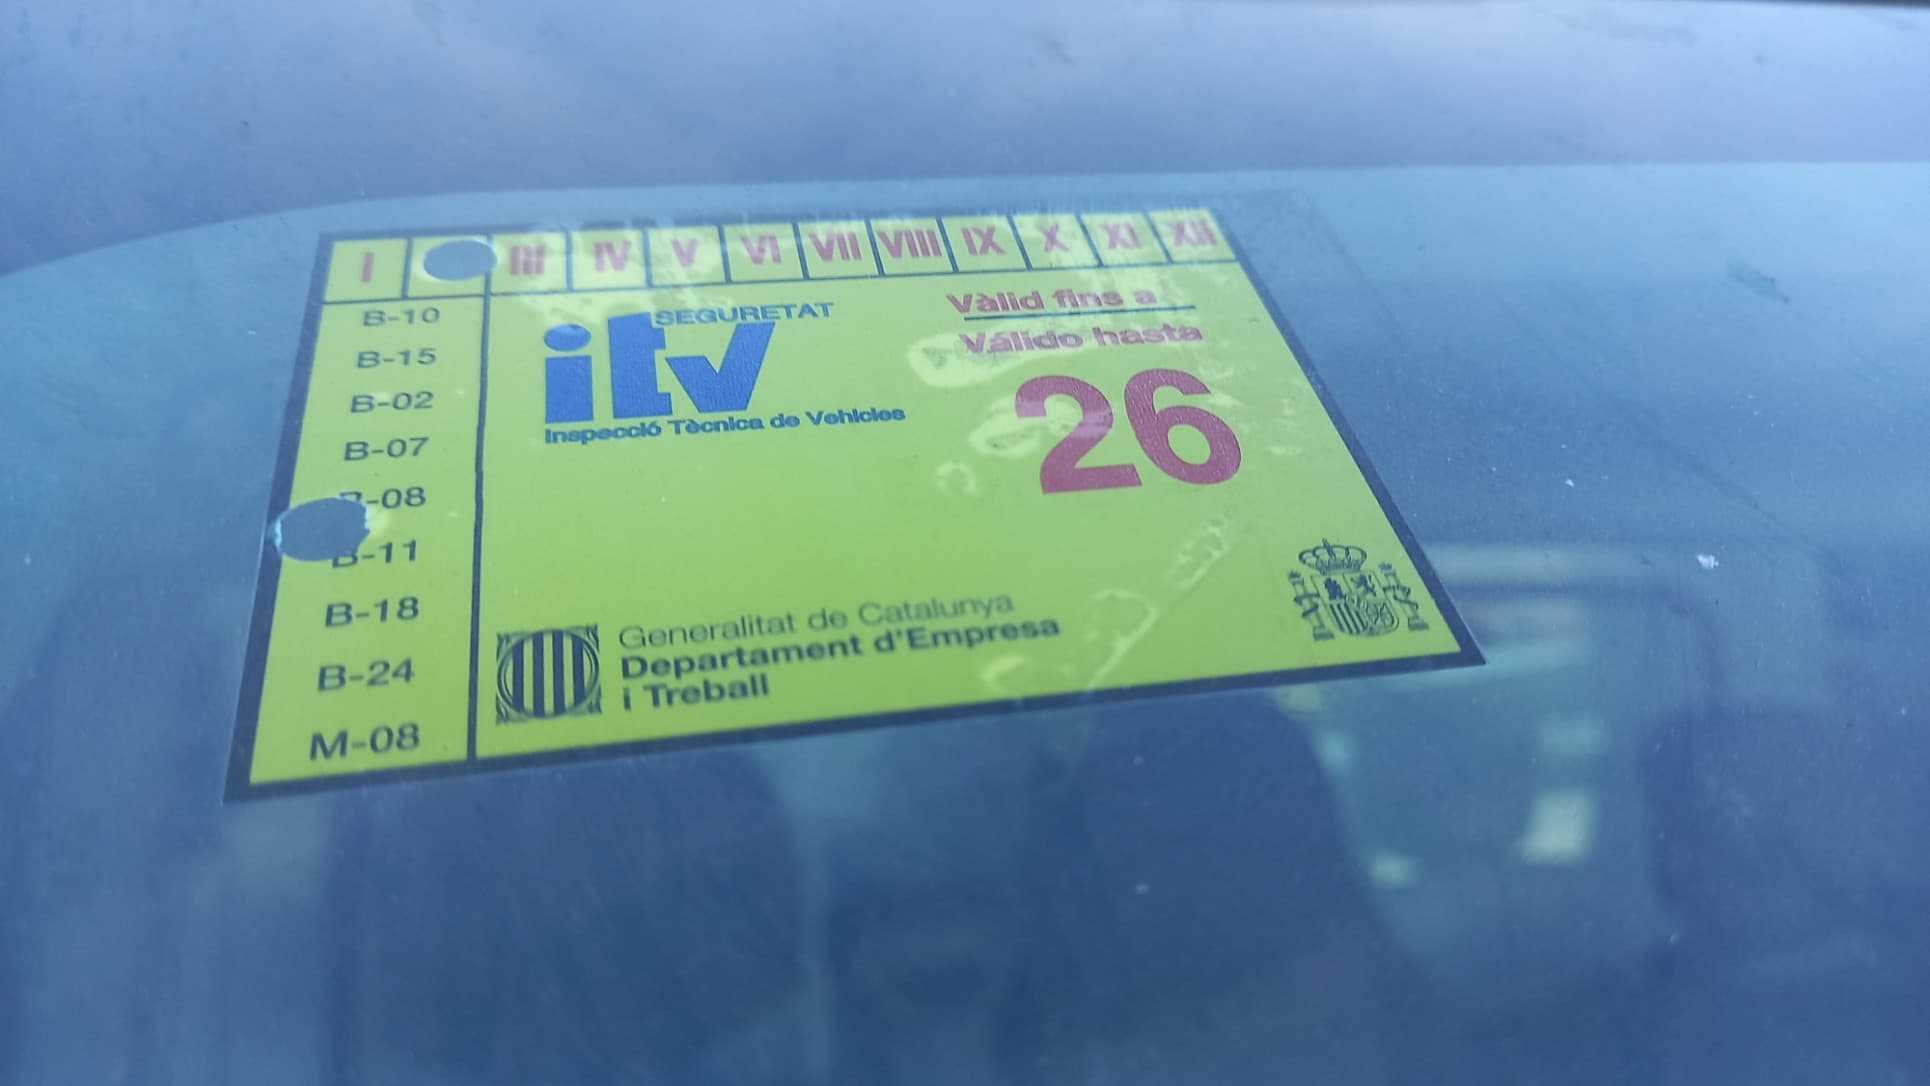 I III IV V VI VII VIII IX X XI XII
B-10
B-15
B-02
B-07
B-08
B-11
B-18
B-24
M-08
SEGURETAT
itv
Inspecció Tècnica de Vehicles
Vàlid fins a
Válido hasta
26
Generalitat de Catalunya
Departament d'Empresa
i Treball